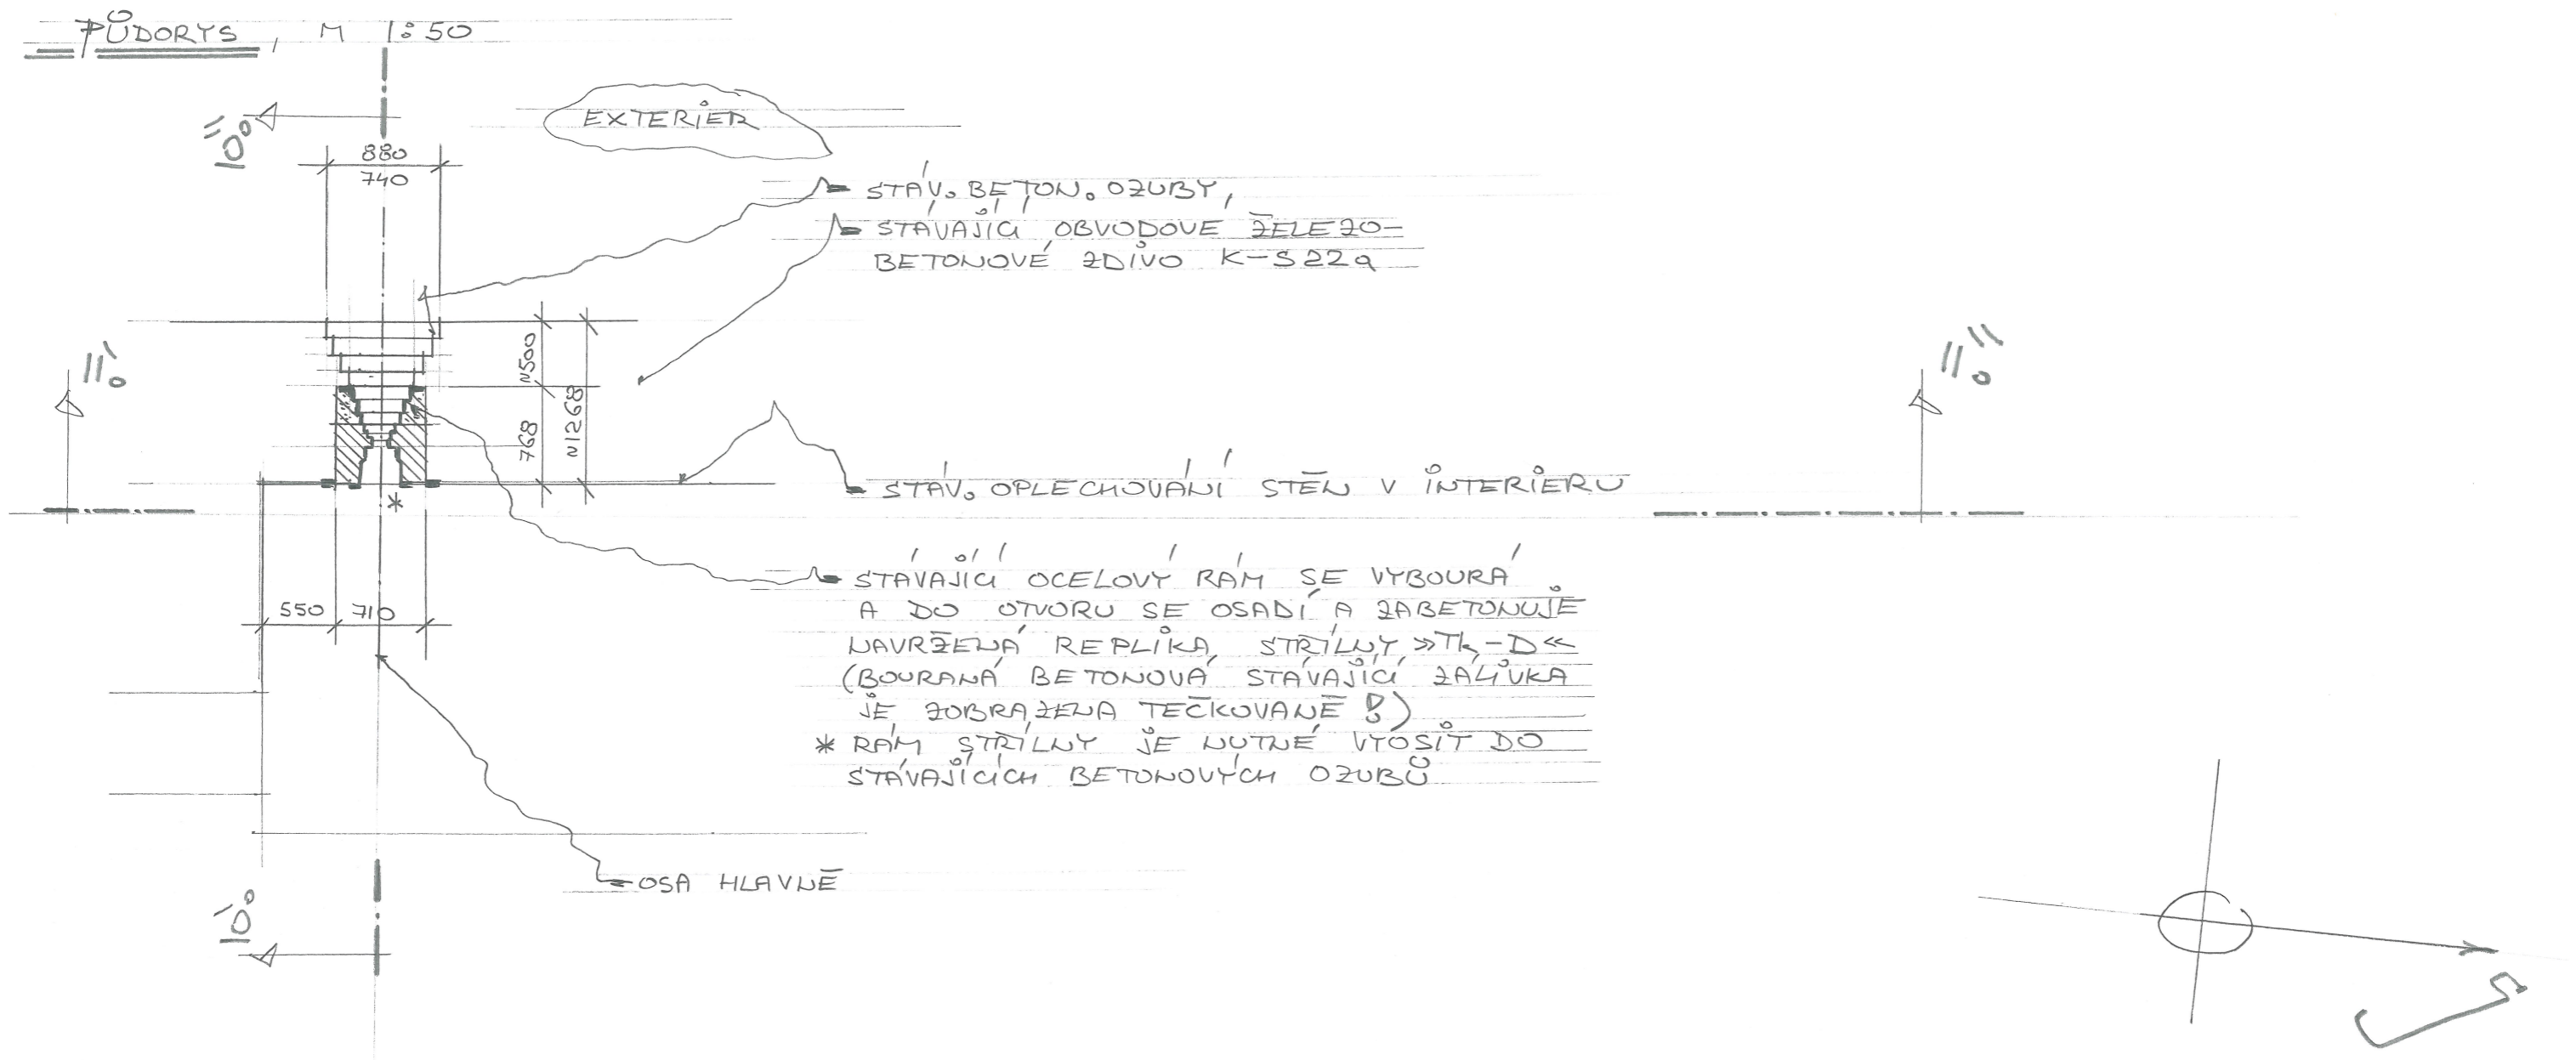 PŮDORYS, M 1:50
10°
880
740
EXTERIÉR
STÁV. BETON. OZUBY,
STÁVAJÍCÍ OBVODOVÉ ŽELEZO-
BETONOVÉ ZDIVO K-S22a
~500
768
~1268
11.'
11."
STÁV. OPLECHOVÁNÍ STĚN V INTERIERU
*
550
710
STÁVAJÍCÍ OCELOVÝ RÁM SE VYBOURÁ
A DO OTVORU SE OSADÍ A ZABETONUJE
NAVRŽENÁ REPLIKA STŘÍLNY »Tk-D«
(BOURANÁ BETONOVÁ STÁVAJÍCÍ ZÁLIVKA
JE ZOBRAZENA TEČKOVANĚ!)
* RÁM STŘÍLNY JE NUTNÉ VYOSIT DO
STÁVAJÍCÍCH BETONOVÝCH OZUBŮ
OSA HLAVNĚ
10°
S